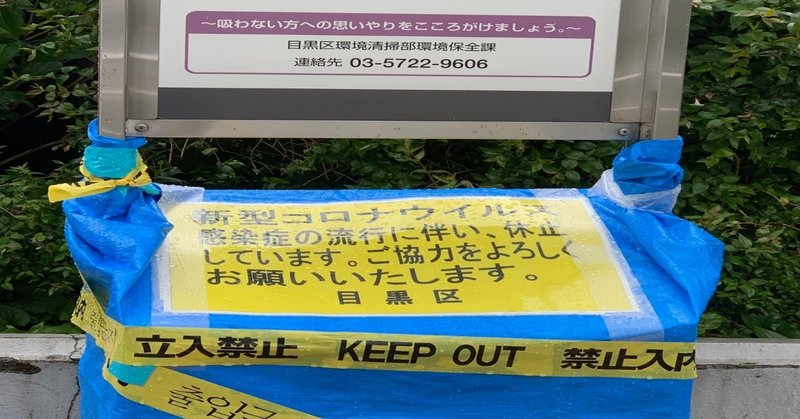 ～吸わない方への思いやりをこころがけましょう。～
目黒区環境清掃部環境保全課
連絡先 03-5722-9606
新型コロナウイルス
感染症の流行に伴い、休止
しています。ご協力をよろしく
お願いいたします。
目黒区
立入禁止 KEEP OUT 禁止入内
출입